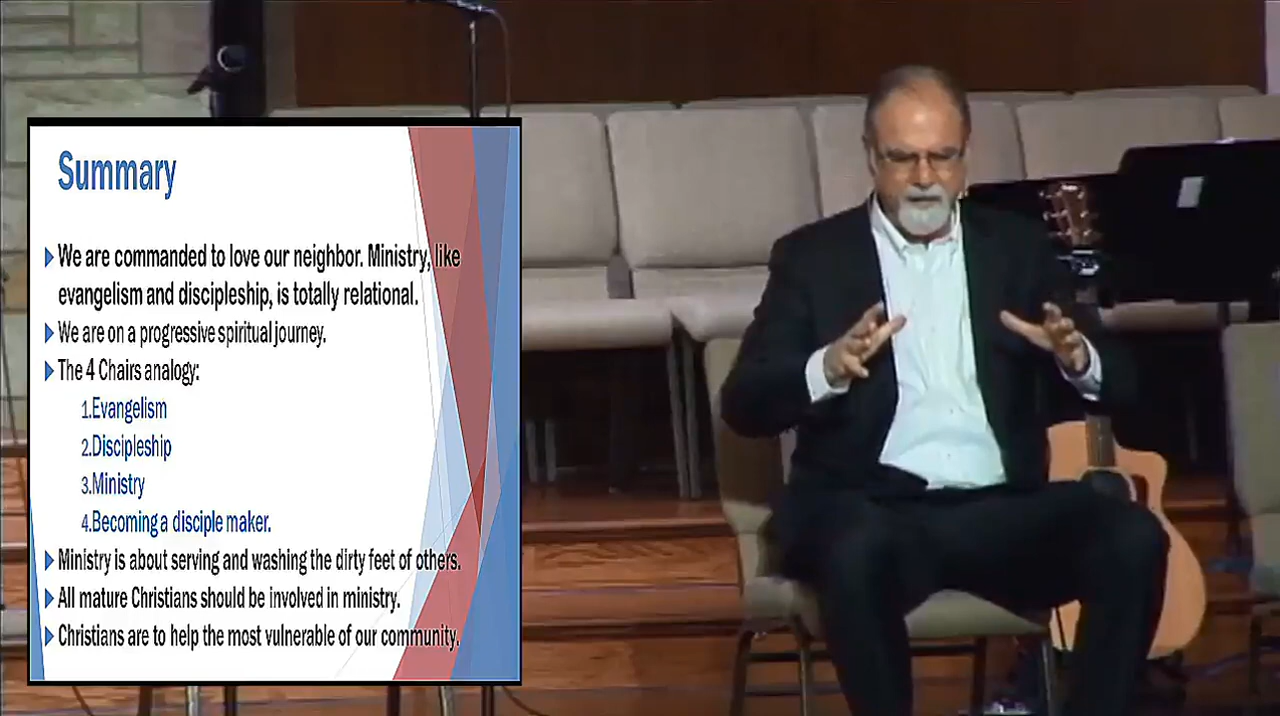 Summary
We are commanded to love our neighbor. Ministry, like
evangelism and discipleship, is totally relational.
We are on a progressive spiritual journey.
The 4 Chairs analogy:
1.Evangelism
2.Discipleship
3.Ministry
4.Becoming a disciple maker.
Ministry is about serving and washing the dirty feet of others.
All mature Christians should be involved in ministry.
Christians are to help the most vulnerable of our community.